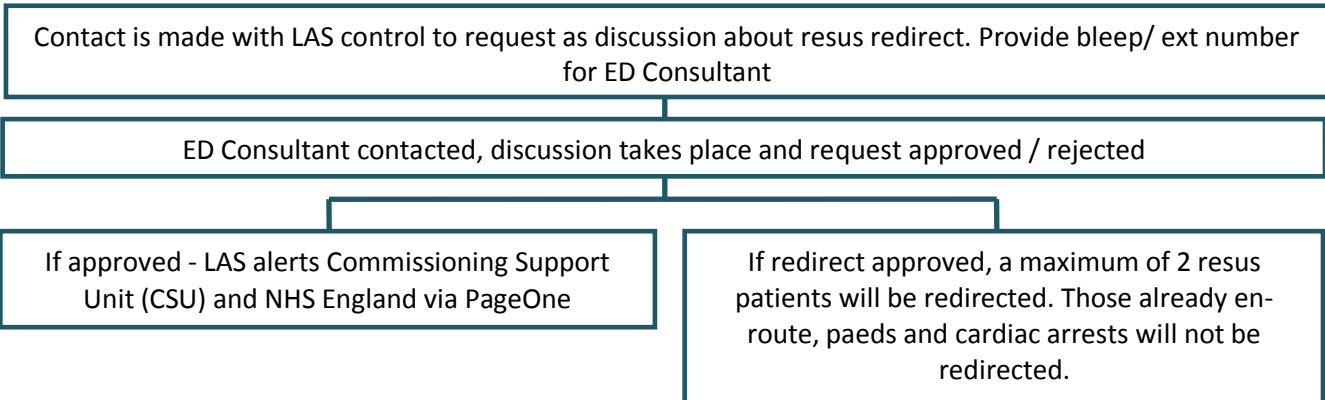 Contact is made with LAS control to request as discussion about resus redirect. Provide bleep/ ext number
for ED Consultant
ED Consultant contacted, discussion takes place and request approved / rejected
If approved - LAS alerts Commissioning Support
Unit (CSU) and NHS England via PageOne
If redirect approved, a maximum of 2 resus
patients will be redirected. Those already en-
route, paeds and cardiac arrests will not be
redirected.